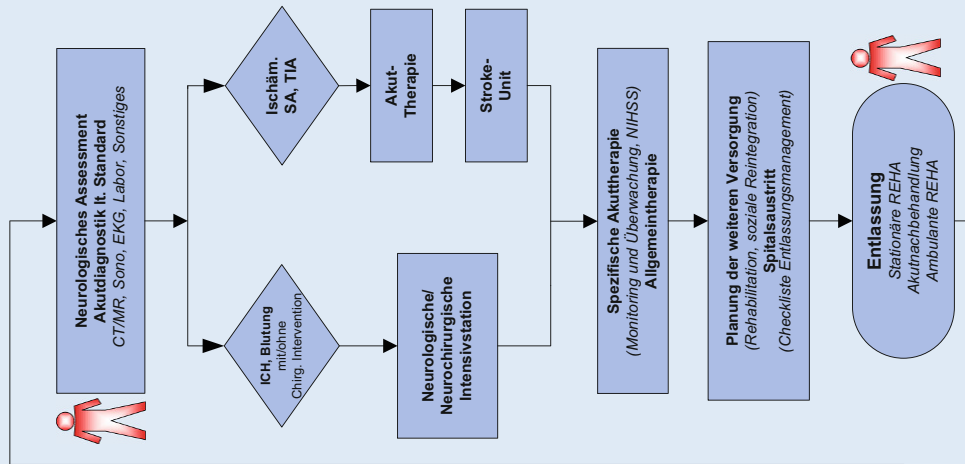 Neurologisches Assessment
Akutdiagnostik lt. Standard
CT/MR, Sono, EKG, Labor, Sonstiges
ICH, Blutung
mit/ohne
Chirg. Intervention
Ischäm.
SA, TIA
Neurologische/
Neurochirurgische
Intensivstation
Akut-
Therapie
Stroke-
Unit
Spezifische Akuttherapie
(Monitoring und Überwachung, NIHSS)
Allgemeintherapie
Planung der weiteren Versorgung
(Rehabilitation, soziale Reintegration)
Spitalsaustritt
(Checkliste Entlassungsmanagement)
Entlassung
Stationäre REHA
Akutnachbehandlung
Ambulante REHA